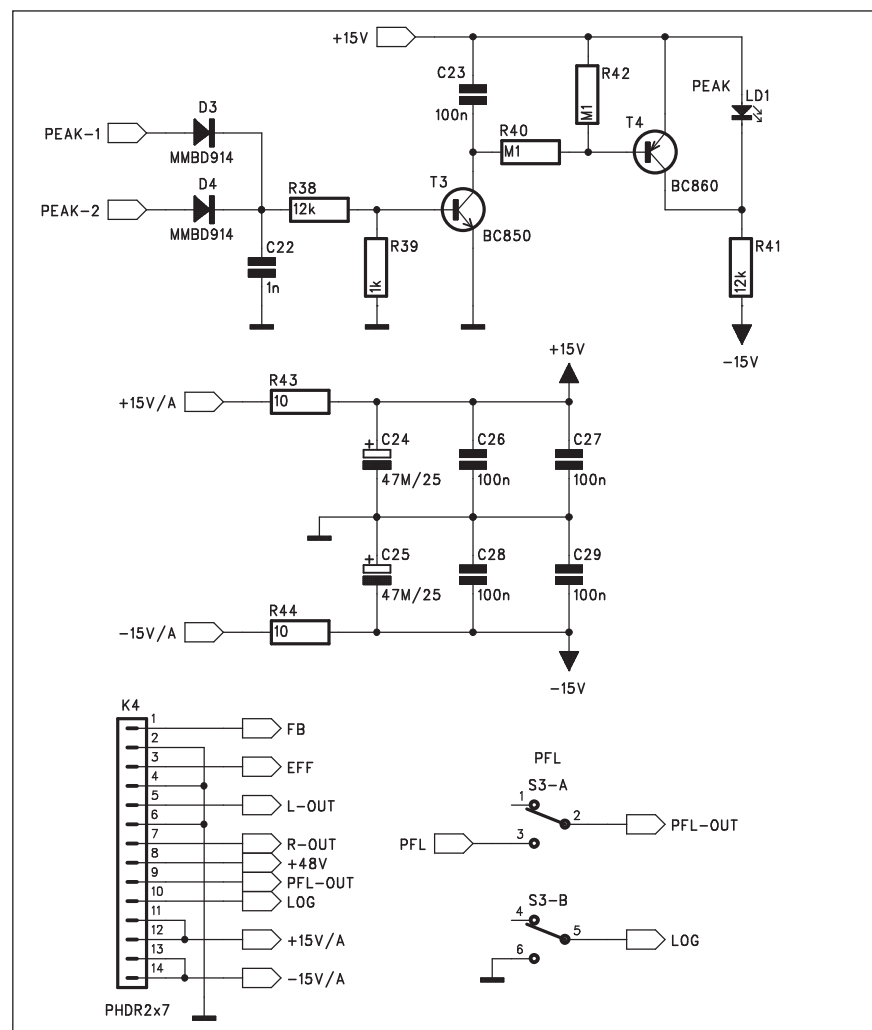 +15V
C23
100n
R42
M1
PEAK
LD1
D3
PEAK-1
MMBD914
R40
M1
T4
BC860
D4
PEAK-2
MMBD914
R38
12k
T3
BC850
C22
1n
R39
1k
R41
12k
-15V
+15V
R43
+15V/A
10
C24
47M/25
C26
100n
C27
100n
C25
47M/25
C28
100n
C29
100n
R44
-15V/A
10
-15V
K4
1
FB
2
3
EFF
4
5
L-OUT
6
7
R-OUT
8
+48V
9
PFL-OUT
10
LOG
11
12
+15V/A
13
14
-15V/A
PHDR2x7
PFL
S3-A
1
2
PFL-OUT
PFL
3
S3-B
4
5
LOG
6